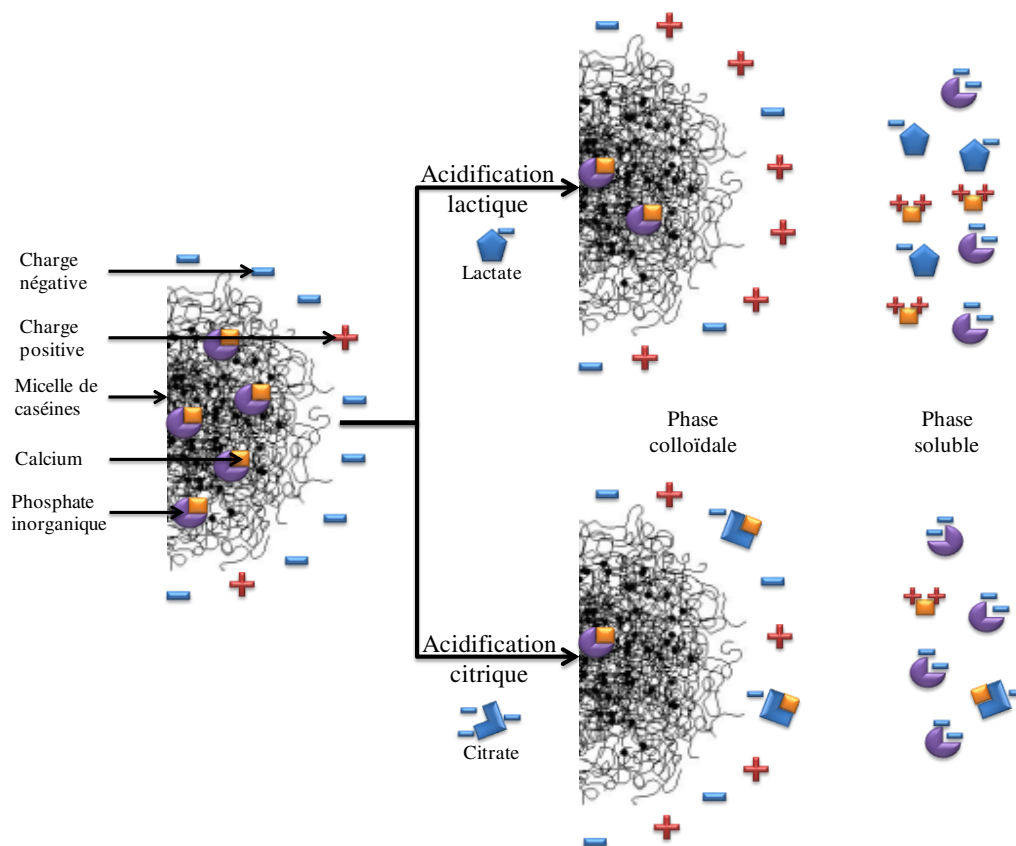 Charge
négative
Charge
positive
Micelle de
caséines
Calcium
Phosphate
inorganique
Acidification
lactique
Lactate
Phase
colloïdale
Phase
soluble
Acidification
citrique
Citrate